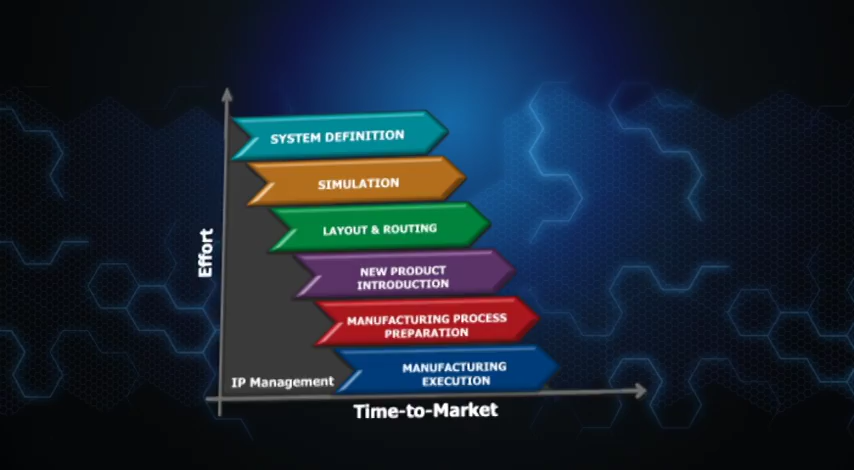 SYSTEM DEFINITION
SIMULATION
LAYOUT & ROUTING
Effort
NEW PRODUCT
INTRODUCTION
MANUFACTURING PROCESS
PREPARATION
MANUFACTURING
EXECUTION
IP Management
Time-to-Market